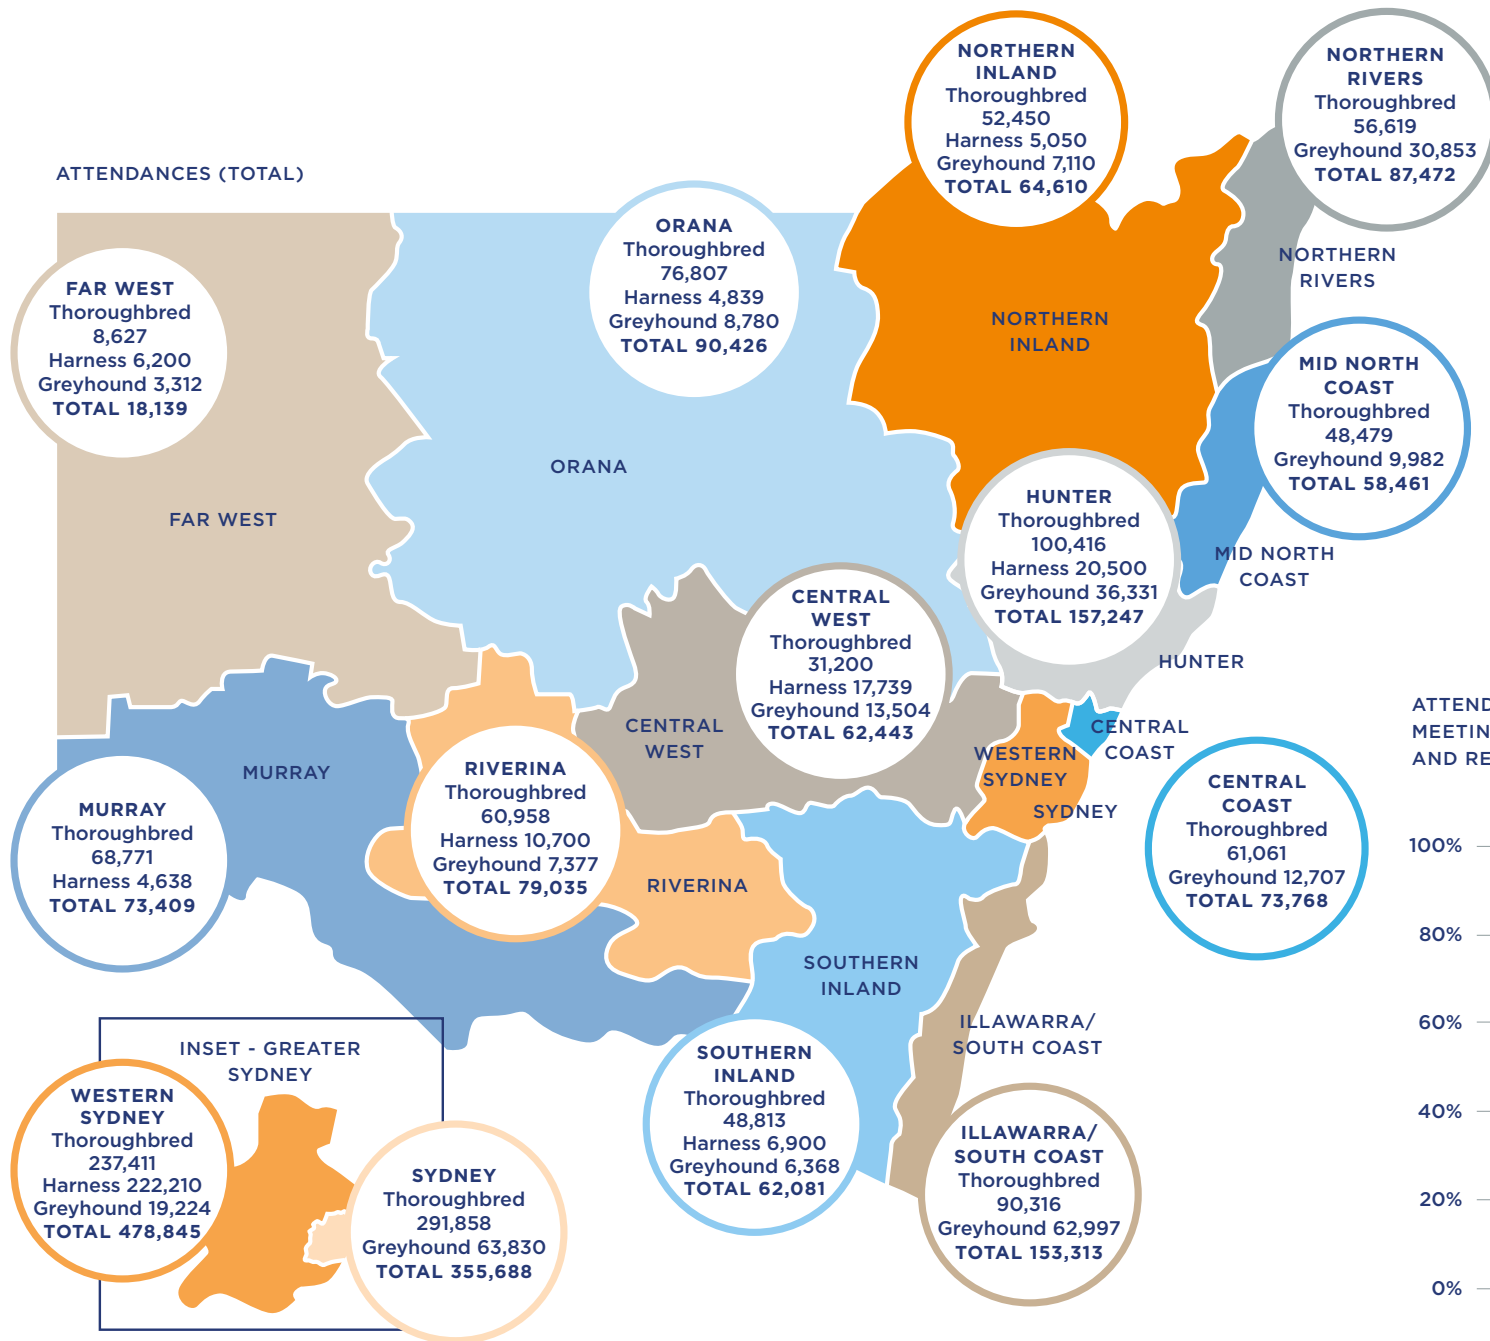 ATTENDANCES (TOTAL)
FAR WEST
Thoroughbred
8,627
Harness 6,200
Greyhound 3,312
TOTAL 18,139
ORANA
Thoroughbred
76,807
Harness 4,839
Greyhound 8,780
TOTAL 90,426
NORTHERN
INLAND
Thoroughbred
52,450
Harness 5,050
Greyhound 7,110
TOTAL 64,610
NORTHERN
RIVERS
Thoroughbred
56,619
Greyhound 30,853
TOTAL 87,472
NORTHERN
RIVERS
NORTHERN
INLAND
MID NORTH
COAST
Thoroughbred
48,479
Greyhound 9,982
TOTAL 58,461
ORANA
FAR WEST
HUNTER
Thoroughbred
100,416
Harness 20,500
Greyhound 36,331
TOTAL 157,247
MID NORTH
COAST
CENTRAL
WEST
Thoroughbred
31,200
Harness 17,739
Greyhound 13,504
TOTAL 62,443
HUNTER
CENTRAL
WEST
CENTRAL
COAST
WESTERN
SYDNEY
SYDNEY
MURRAY
RIVERINA
Thoroughbred
60,958
Harness 10,700
Greyhound 7,377
TOTAL 79,035
MURRAY
Thoroughbred
68,771
Harness 4,638
TOTAL 73,409
RIVERINA
CENTRAL
COAST
Thoroughbred
61,061
Greyhound 12,707
TOTAL 73,768
SOUTHERN
INLAND
ILLAWARRA/
SOUTH COAST
SOUTHERN
INLAND
Thoroughbred
48,813
Harness 6,900
Greyhound 6,368
TOTAL 62,081
ILLAWARRA/
SOUTH COAST
Thoroughbred
90,316
Greyhound 62,997
TOTAL 153,313
INSET - GREATER
SYDNEY
WESTERN
SYDNEY
Thoroughbred
237,411
Harness 222,210
Greyhound 19,224
TOTAL 478,845
SYDNEY
Thoroughbred
291,858
Greyhound 63,830
TOTAL 355,688
ATTEND
MEETIN
AND RE
100%
80%
60%
40%
20%
0%